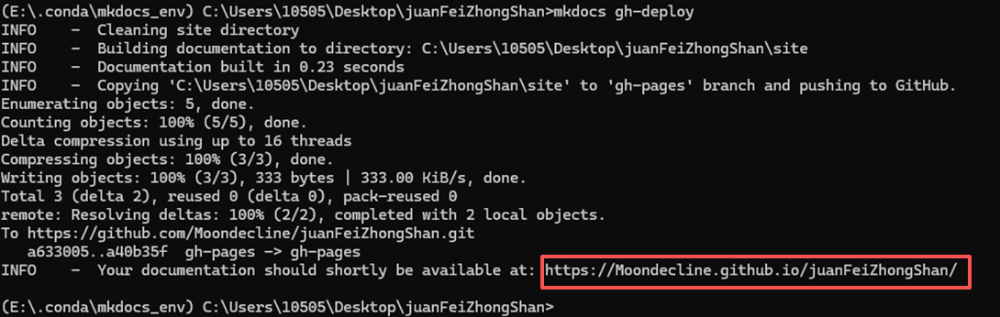 (E:\.conda\mkdocs_env) C:\Users\10505\Desktop\juanFeiZhongShan>mkdocs gh-deploy
INFO    -  Cleaning site directory
INFO    -  Building documentation to directory: C:\Users\10505\Desktop\juanFeiZhongShan\site
INFO    -  Documentation built in 0.23 seconds
INFO    -  Copying 'C:\Users\10505\Desktop\juanFeiZhongShan\site' to 'gh-pages' branch and pushing to GitHub.
Enumerating objects: 5, done.
Counting objects: 100% (5/5), done.
Delta compression using up to 16 threads
Compressing objects: 100% (3/3), done.
Writing objects: 100% (3/3), 333 bytes | 333.00 KiB/s, done.
Total 3 (delta 2), reused 0 (delta 0), pack-reused 0
remote: Resolving deltas: 100% (2/2), completed with 2 local objects.
To https://github.com/Moondecline/juanFeiZhongShan.git
   a633005..a40b35f  gh-pages -> gh-pages
INFO    -  Your documentation should shortly be available at: https://Moondecline.github.io/juanFeiZhongShan/
(E:\.conda\mkdocs_env) C:\Users\10505\Desktop\juanFeiZhongShan>